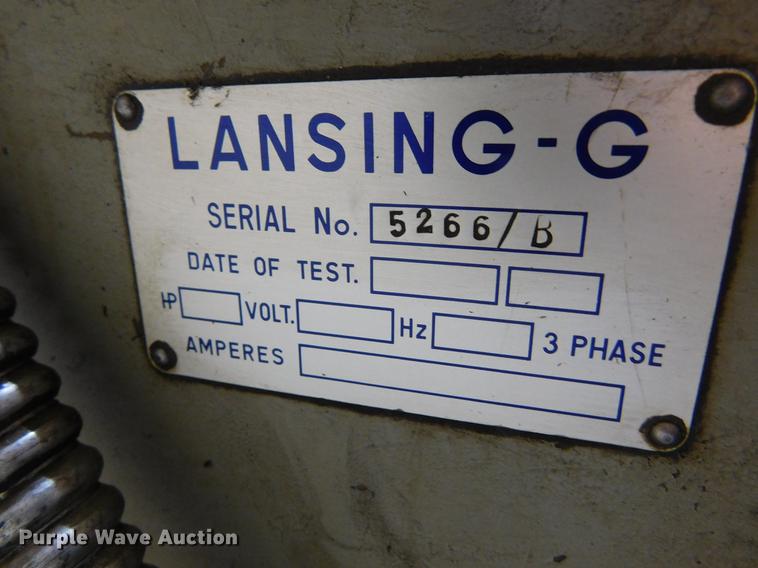 LANSING-G
SERIAL No. 5266/B
DATE OF TEST.
HP VOLT. Hz 3 PHASE
AMPERES
Purple Wave Auction